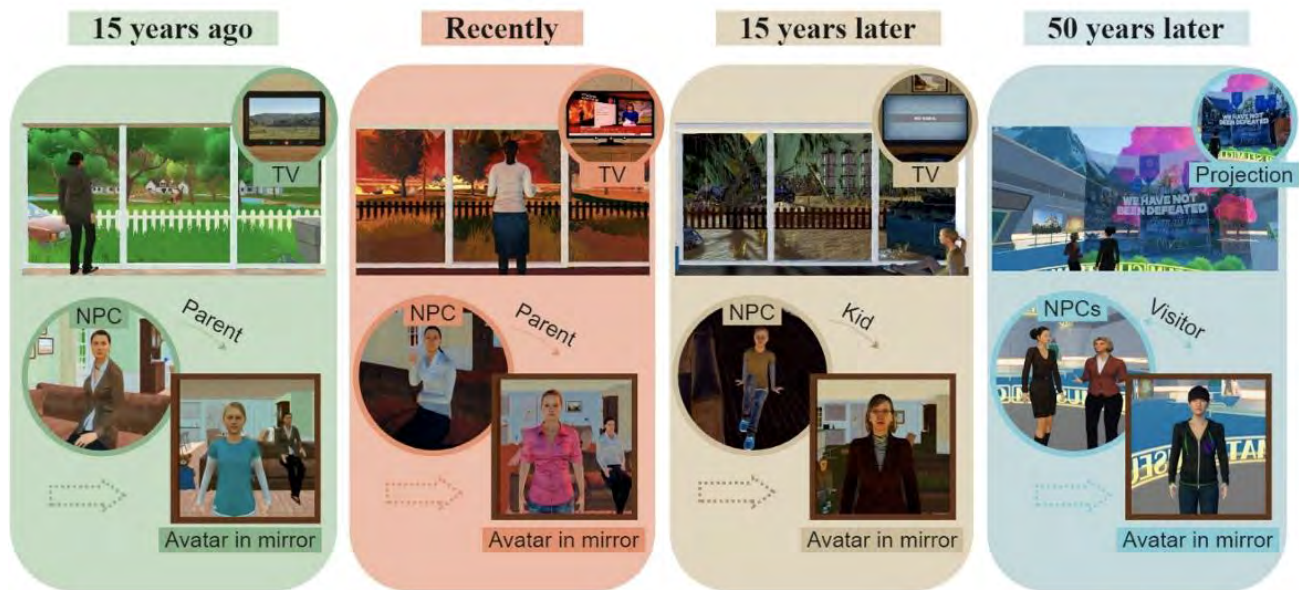 15 years ago
Recently
15 years later
50 years later
TV
TV
TV
Projection
WE HAVE NOT
BEEN DEFEATED
WE HAVE NOT
BEEN DEFEATED
NPC
Parent
NPC
Parent
NPC
Kid
NPCs
Visitor
Avatar in mirror
Avatar in mirror
Avatar in mirror
Avatar in mirror